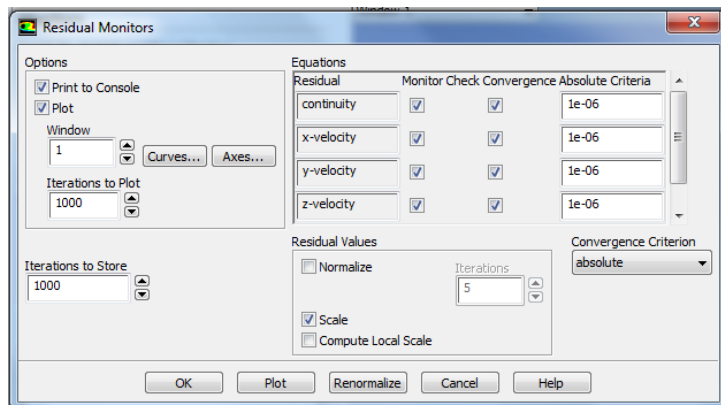 Window 1
Residual Monitors
Options
Print to Console
Plot
Window
1
Curves...
Axes...
Iterations to Plot
1000
Iterations to Store
1000
Equations
Residual Monitor Check Convergence Absolute Criteria
continuity 1e-06
x-velocity 1e-06
y-velocity 1e-06
z-velocity 1e-06
Residual Values
Normalize
Iterations
5
Scale
Compute Local Scale
Convergence Criterion
absolute
OK Plot Renormalize Cancel Help